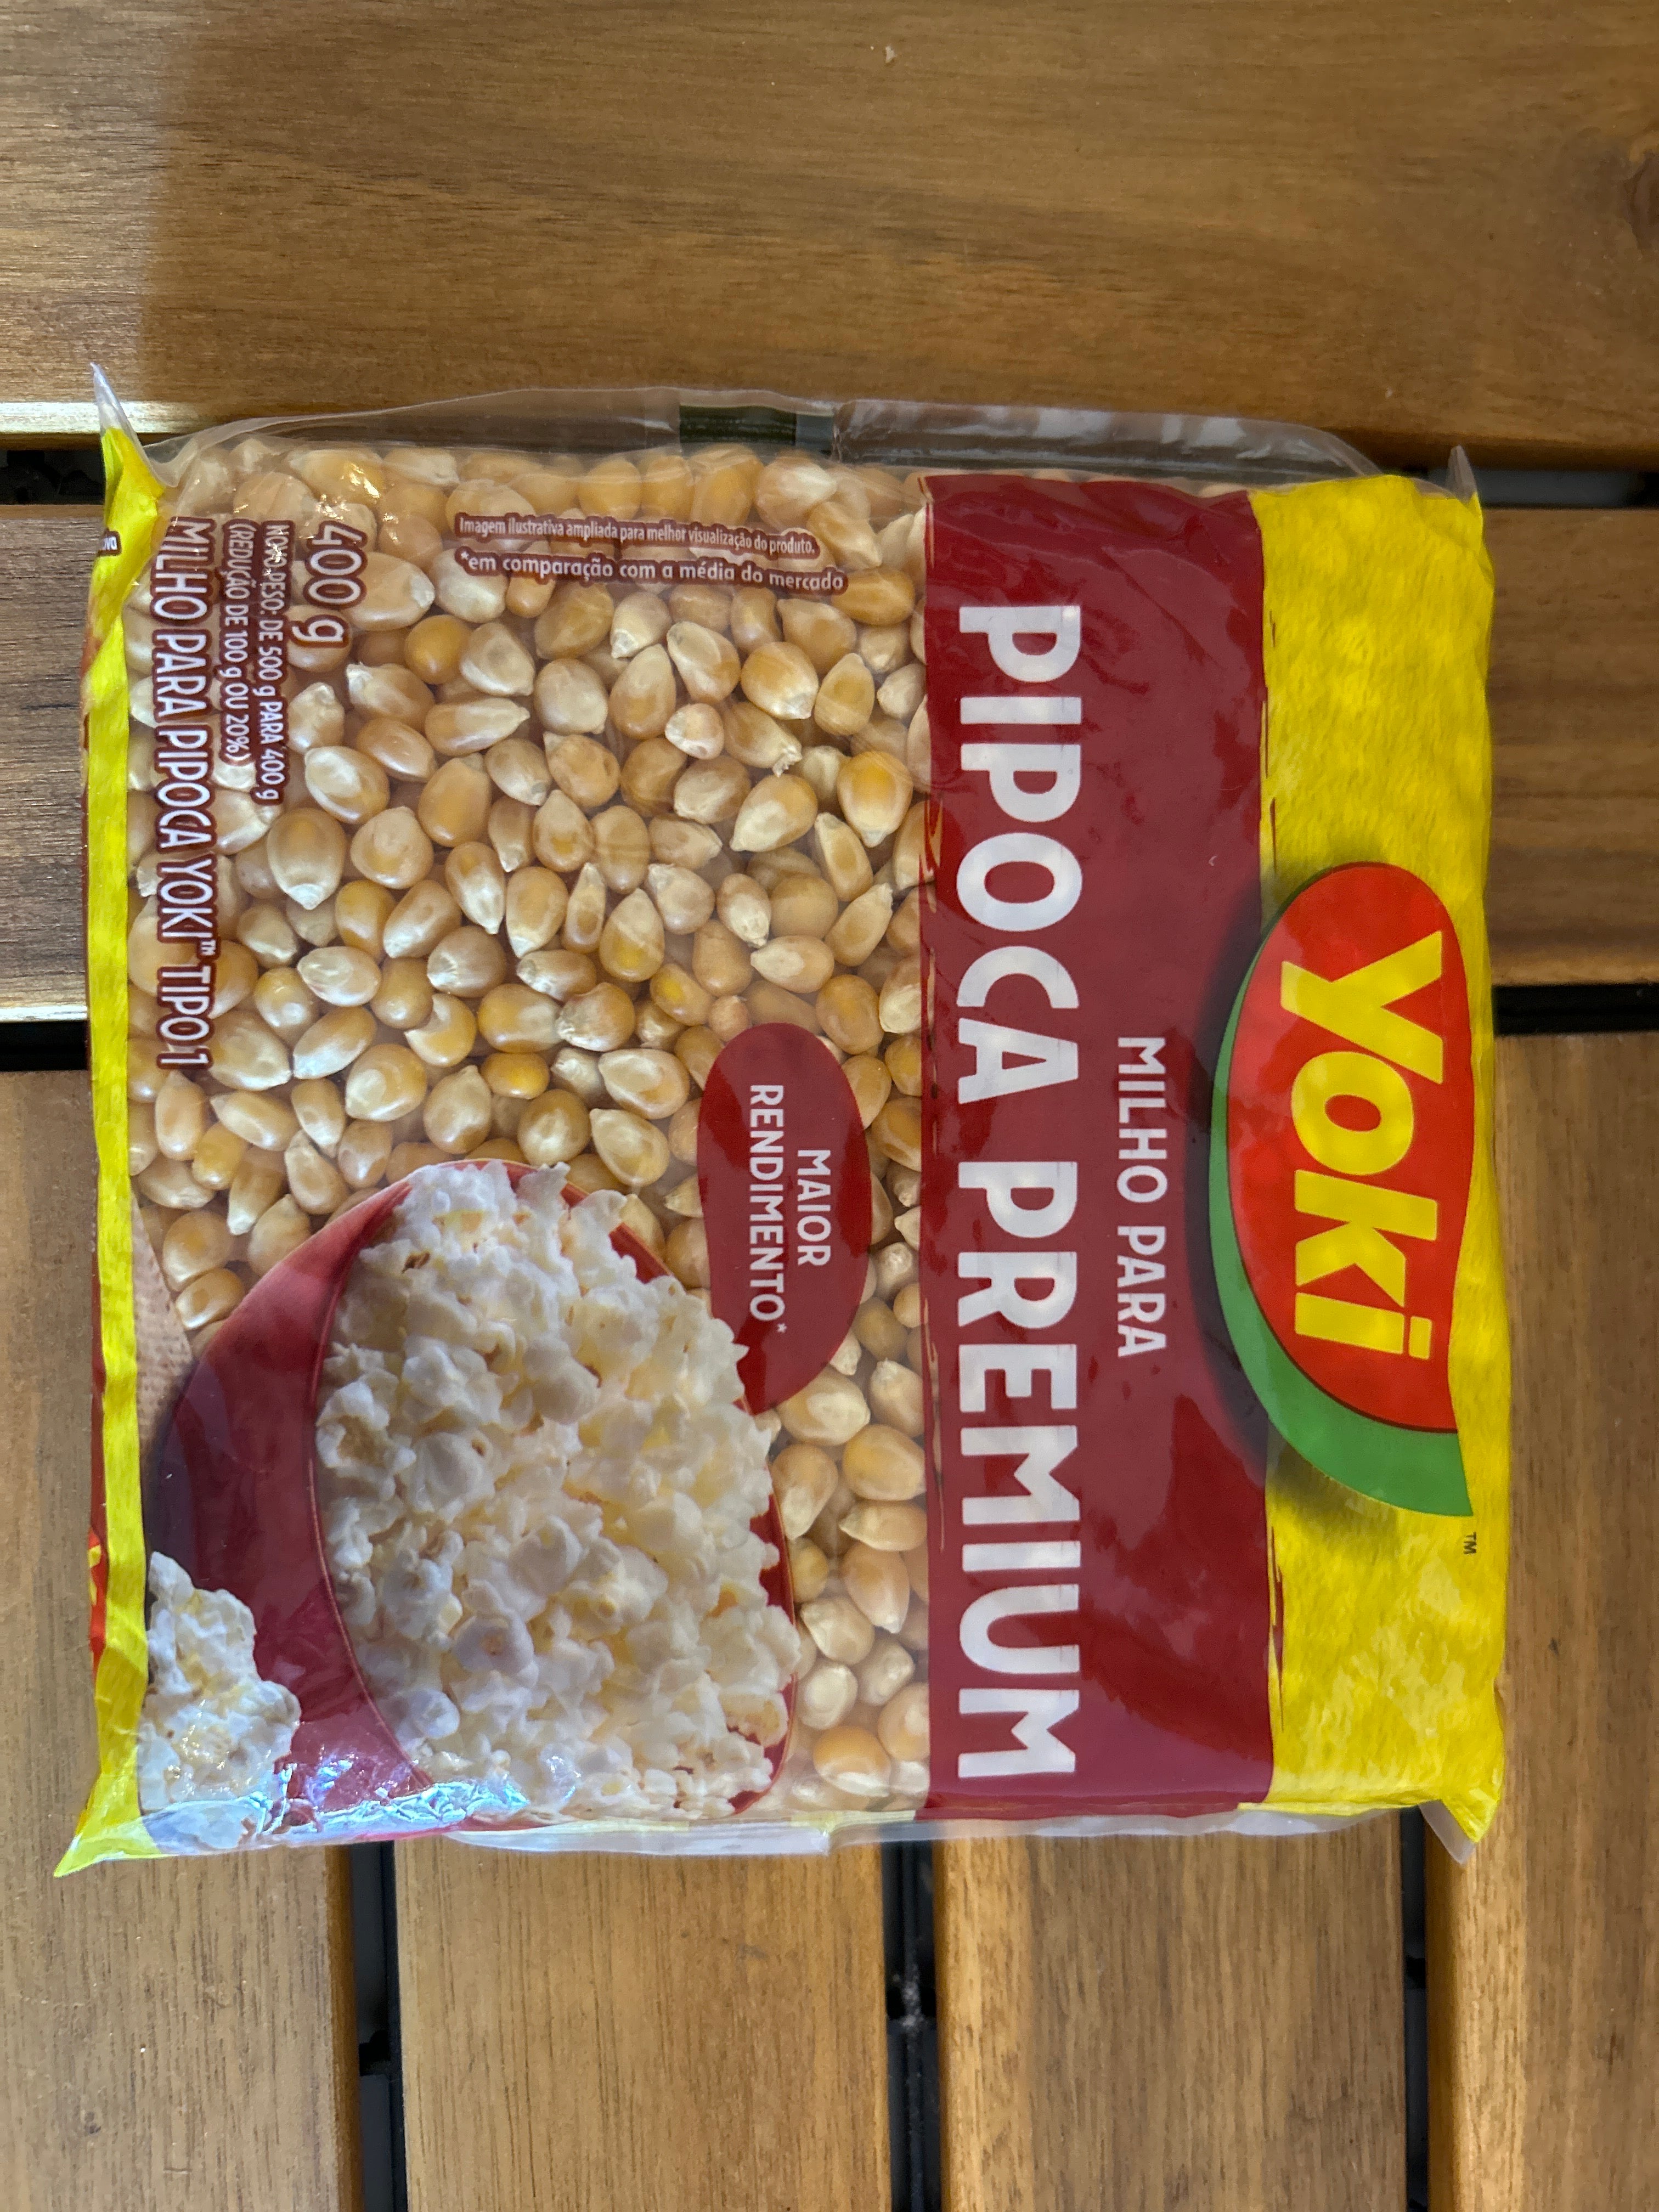 Yoki
TM
MILHO PARA
PIPOCA PREMIUM
Imagem ilustrativa ampliada para melhor visualização do produto.
*em comparação com a média do mercado
MAIOR
RENDIMENTO*
400 g
NOVO PESO: DE 500 g PARA 400 g
(REDUÇÃO DE 100 g OU 20%)
MILHO PARA PIPOCA YOKI™ TIPO 1